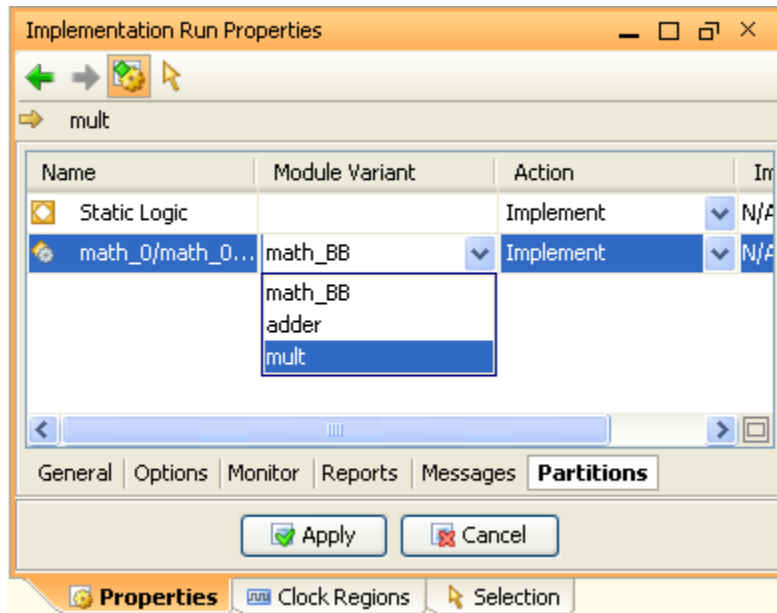 Implementation Run Properties
mult
Name Module Variant Action Im
Static Logic Implement N/A
math_0/math_0... math_BB Implement N/A
math_BB
adder
mult
General Options Monitor Reports Messages Partitions
Apply Cancel
Properties Clock Regions Selection